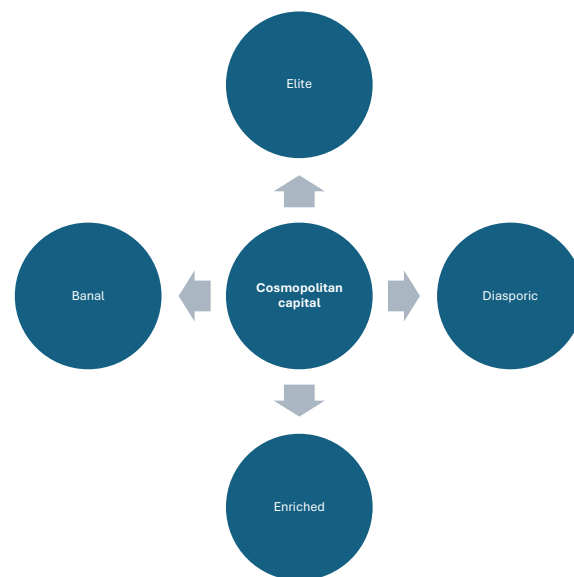 Elite
Banal
Cosmopolitan
capital
Diasporic
Enriched